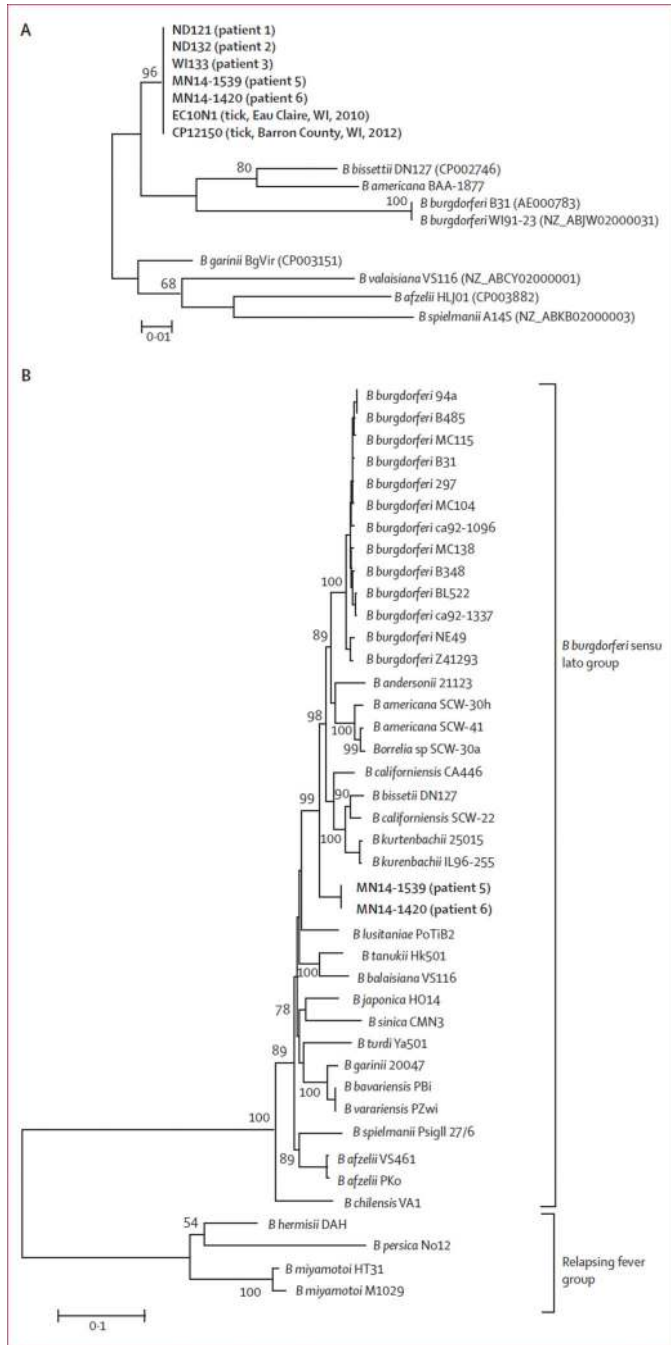 A
ND121 (patient 1)
ND132 (patient 2)
WI133 (patient 3)
MN14-1539 (patient 5)
MN14-1420 (patient 6)
EC10N1 (tick, Eau Claire, WI, 2010)
CP12150 (tick, Barron County, WI, 2012)
96
B bissettii DN127 (CP002746)
80
B americana BAA-1877
B burgdorferi B31 (AE000783)
100
B burgdorferi WI91-23 (NZ_ABJW02000031)
B garinii BgVir (CP003151)
B valaisiana VS116 (NZ_ABCY02000001)
68
B afzelii HLJ01 (CP003882)
B spielmanii A14S (NZ_ABKB02000003)
0·01
B
B burgdorferi 94a
B burgdorferi B485
B burgdorferi MC115
B burgdorferi B31
B burgdorferi 297
B burgdorferi MC104
B burgdorferi ca92-1096
B burgdorferi MC138
B burgdorferi B348
100
B burgdorferi BL522
B burgdorferi ca92-1337
B burgdorferi NE49
89
B burgdorferi Z41293
B burgdorferi sensu
lato group
B andersonii 21123
B americana SCW-30h
98
B americana SCW-41
100
Borrelia sp SCW-30a
99
B californiensis CA446
B bissetii DN127
90
99
B californiensis SCW-22
B kurtenbachii 25015
100
B kurenbachii IL96-255
MN14-1539 (patient 5)
MN14-1420 (patient 6)
B lusitaniae PoTiB2
B tanukii Hk501
100
B balaisiana VS116
B japonica HO14
78
B sinica CMN3
B turdi Ya501
89
B garinii 20047
B bavariensis PBi
100
B varariensis PZwi
100
B spielmanii PsigII 27/6
B afzelii VS461
89
B afzelii PKo
B chilensis VA1
54
B hermisii DAH
B persica No12
Relapsing fever
group
B miyamotoi HT31
100
B miyamotoi M1029
0·1